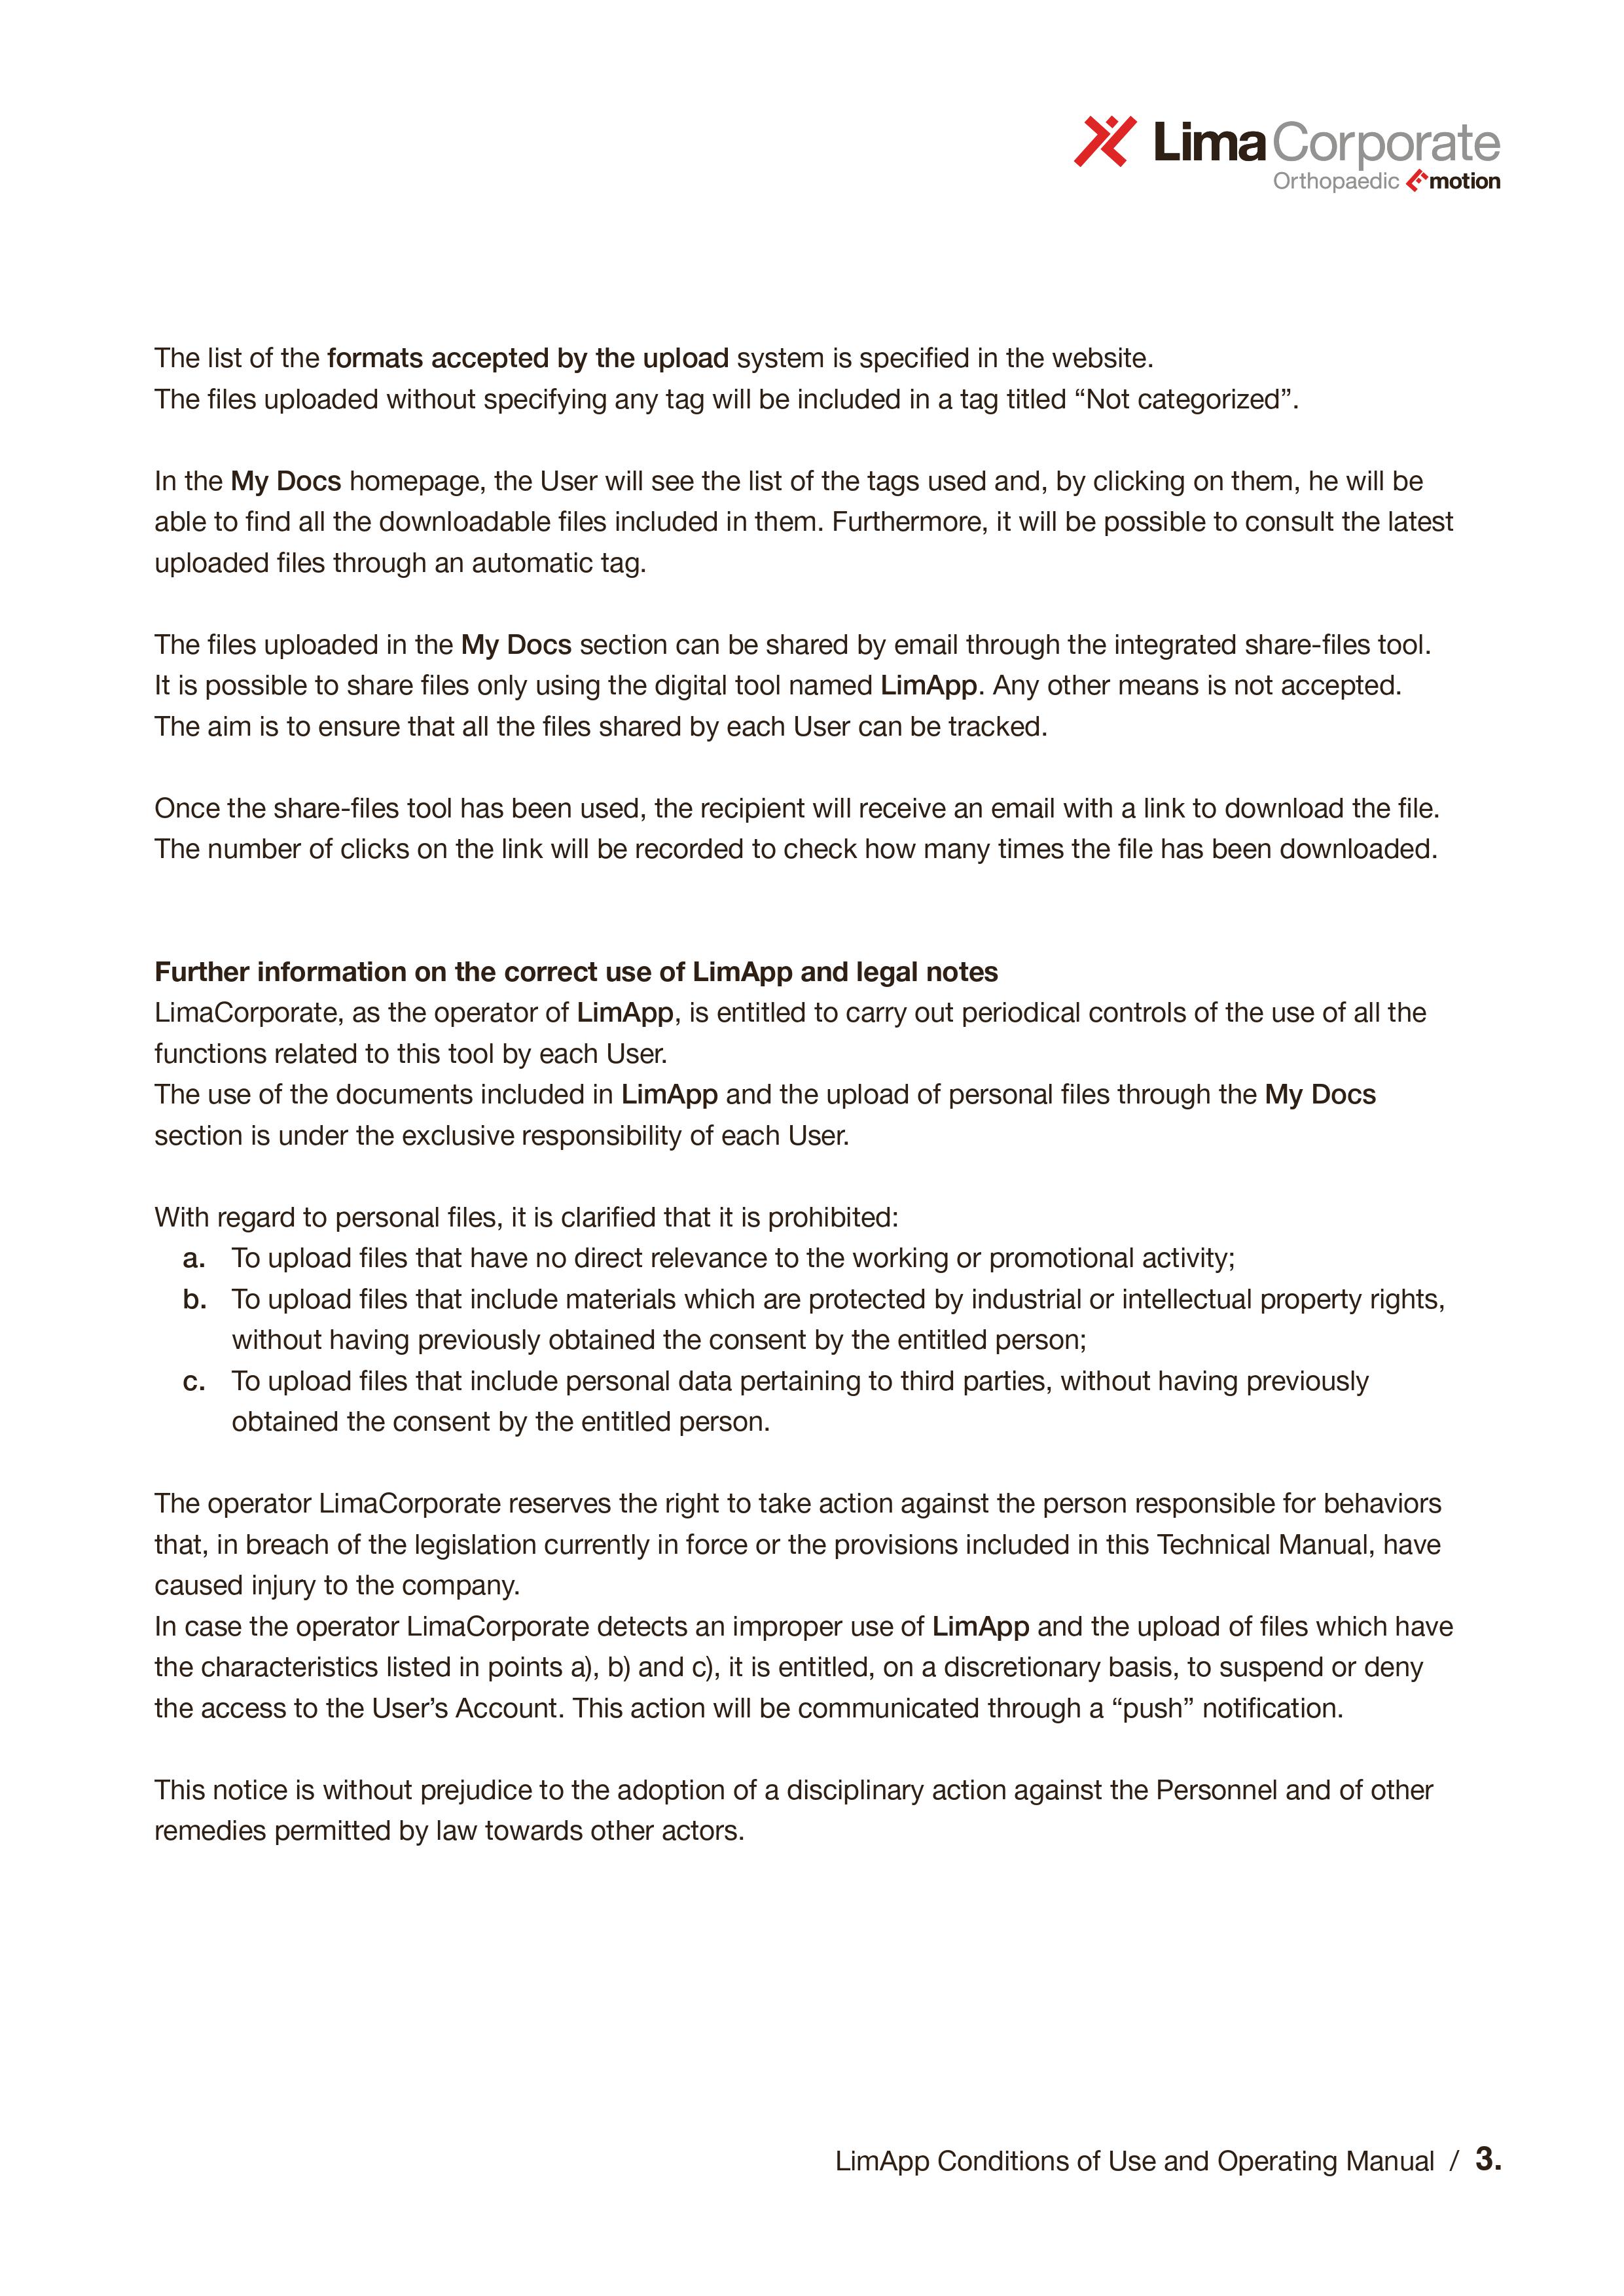 LimaCorporate
Orthopaedic Emotion
The list of the formats accepted by the upload system is specified in the website.
The files uploaded without specifying any tag will be included in a tag titled “Not categorized”.
In the My Docs homepage, the User will see the list of the tags used and, by clicking on them, he will be
able to find all the downloadable files included in them. Furthermore, it will be possible to consult the latest
uploaded files through an automatic tag.
The files uploaded in the My Docs section can be shared by email through the integrated share-files tool.
It is possible to share files only using the digital tool named LimApp. Any other means is not accepted.
The aim is to ensure that all the files shared by each User can be tracked.
Once the share-files tool has been used, the recipient will receive an email with a link to download the file.
The number of clicks on the link will be recorded to check how many times the file has been downloaded.
Further information on the correct use of LimApp and legal notes
LimaCorporate, as the operator of LimApp, is entitled to carry out periodical controls of the use of all the
functions related to this tool by each User.
The use of the documents included in LimApp and the upload of personal files through the My Docs
section is under the exclusive responsibility of each User.
With regard to personal files, it is clarified that it is prohibited:
a. To upload files that have no direct relevance to the working or promotional activity;
b. To upload files that include materials which are protected by industrial or intellectual property rights,
without having previously obtained the consent by the entitled person;
c. To upload files that include personal data pertaining to third parties, without having previously
obtained the consent by the entitled person.
The operator LimaCorporate reserves the right to take action against the person responsible for behaviors
that, in breach of the legislation currently in force or the provisions included in this Technical Manual, have
caused injury to the company.
In case the operator LimaCorporate detects an improper use of LimApp and the upload of files which have
the characteristics listed in points a), b) and c), it is entitled, on a discretionary basis, to suspend or deny
the access to the User’s Account. This action will be communicated through a “push” notification.
This notice is without prejudice to the adoption of a disciplinary action against the Personnel and of other
remedies permitted by law towards other actors.
LimApp Conditions of Use and Operating Manual / 3.